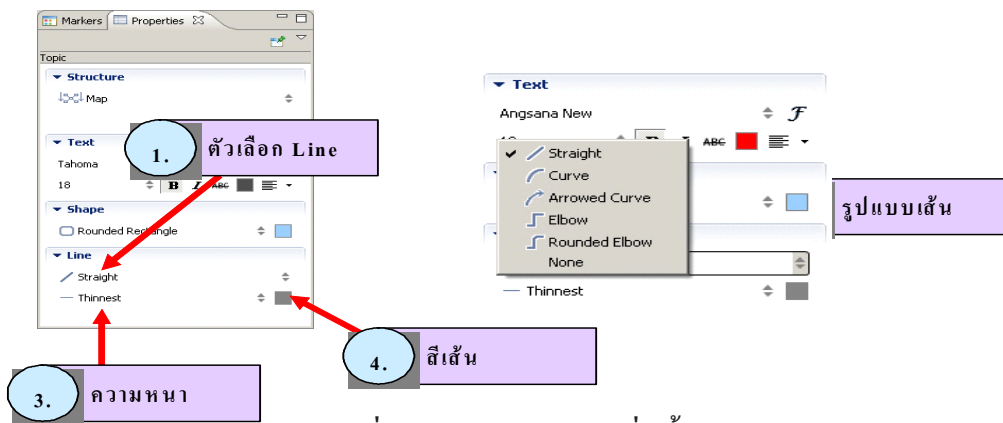 Markers Properties
Topic
Structure
Map
Text
Tahoma
18 B I ABC
Shape
Rounded Rectangle
Line
Straight
Thinnest
1. ตัวเลือก Line
3. ความหนา
4. สีเส้น
Text
Angsana New F
ABC
Straight
Curve
Arrowed Curve
Elbow
Rounded Elbow
None
Thinnest
รูปแบบเส้น